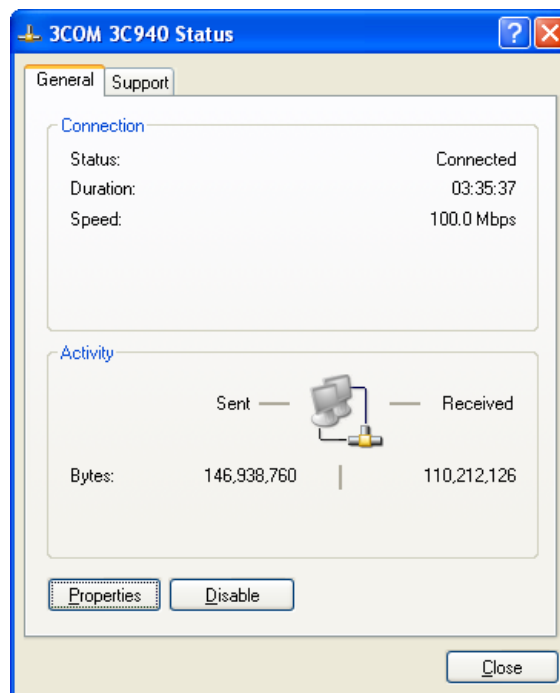 3COM 3C940 Status
General Support
Connection
Status: Connected
Duration: 03:35:37
Speed: 100.0 Mbps
Activity
Sent Received
Bytes: 146,938,760 110,212,126
Properties Disable
Close